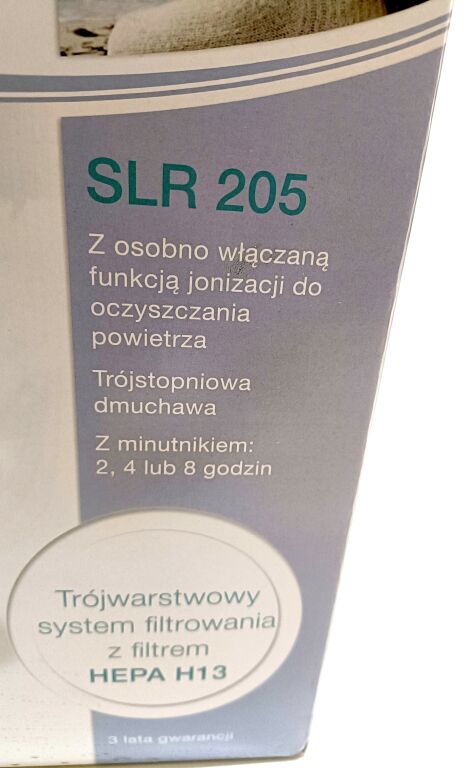 SLR 205
Z osobno włączaną
funkcją jonizacji do
oczyszczania
powietrza
Trójstopniowa
dmuchawa
Z minutnikiem:
2, 4 lub 8 godzin
Trójwarstwowy
system filtrowania
z filtrem
HEPA H13
3 lata gwarancji